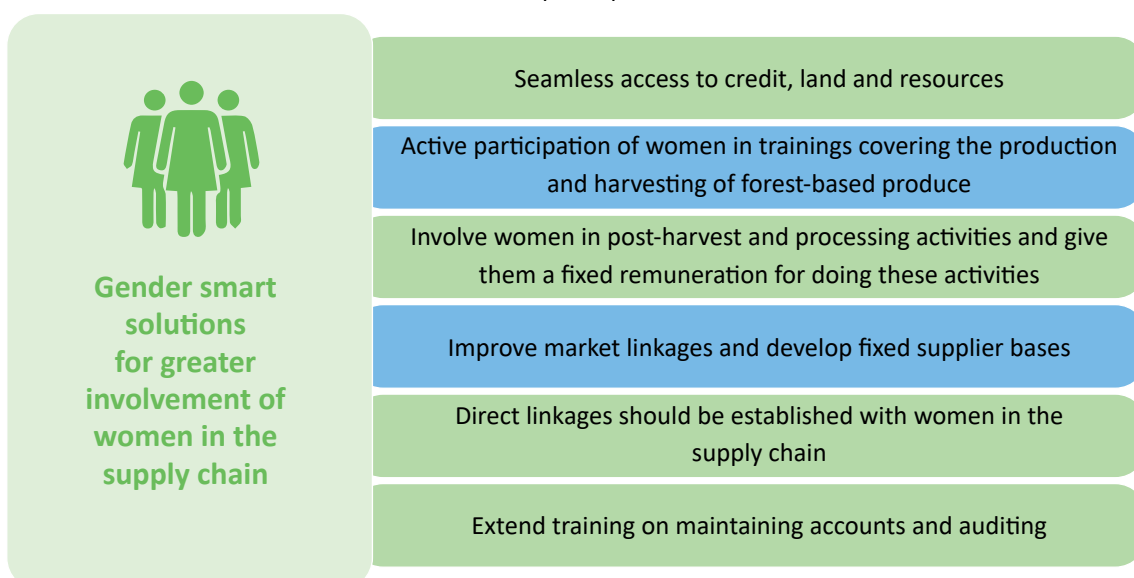 Gender smart
solutions
for greater
involvement of
women in the
supply chain
Seamless access to credit, land and resources
Active participation of women in trainings covering the production
and harvesting of forest-based produce
Involve women in post-harvest and processing activities and give
them a fixed remuneration for doing these activities
Improve market linkages and develop fixed supplier bases
Direct linkages should be established with women in the
supply chain
Extend training on maintaining accounts and auditing